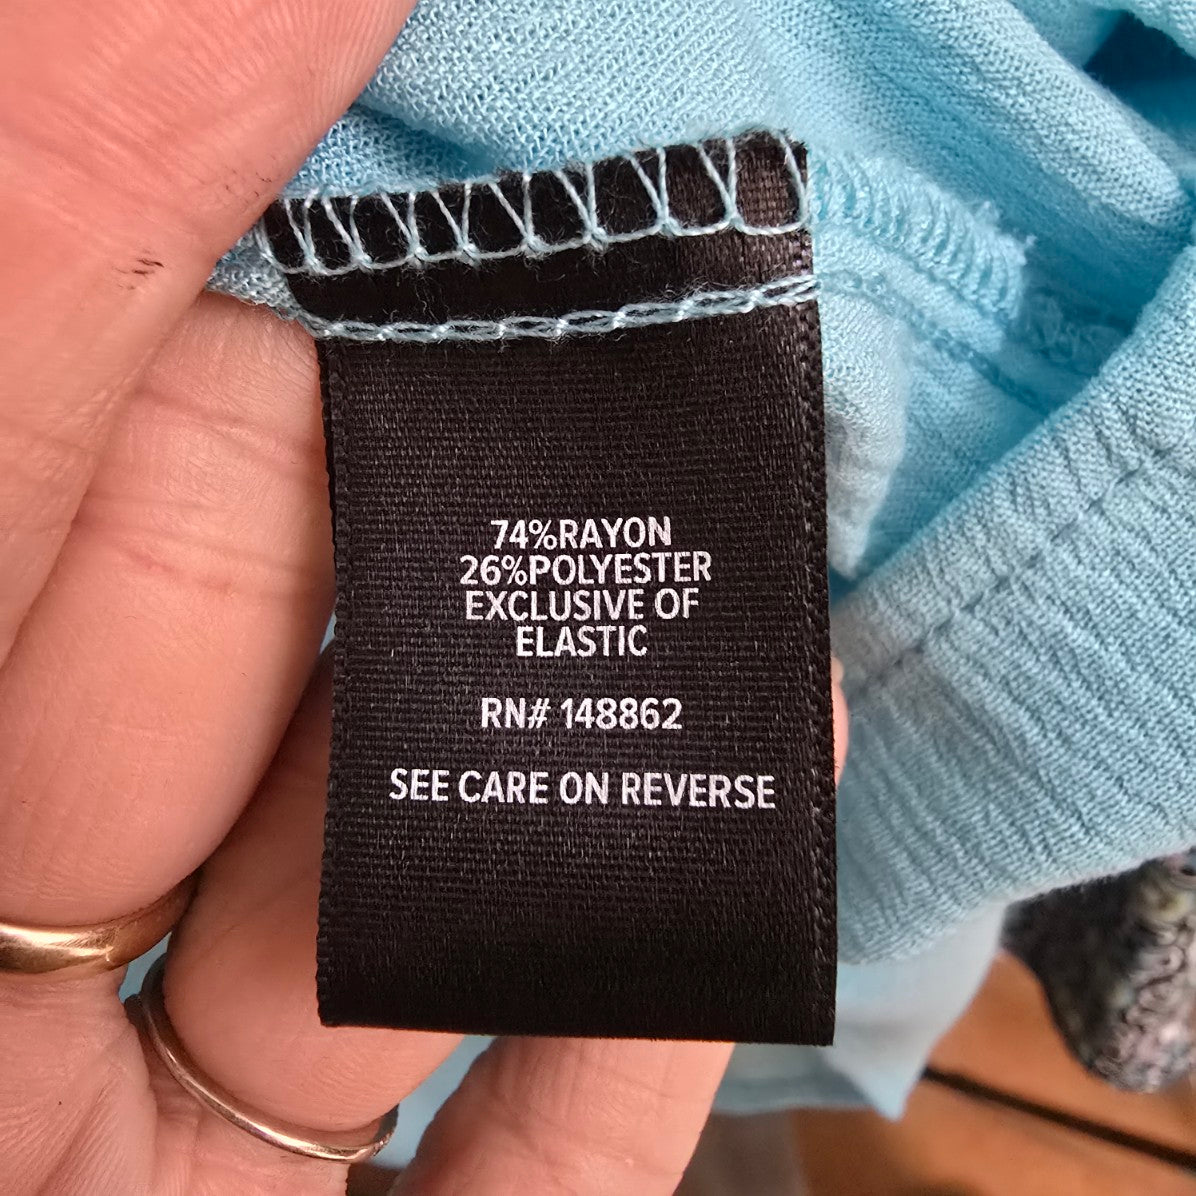 74%RAYON
26%POLYESTER
EXCLUSIVE OF
ELASTIC
RN# 148862
SEE CARE ON REVERSE